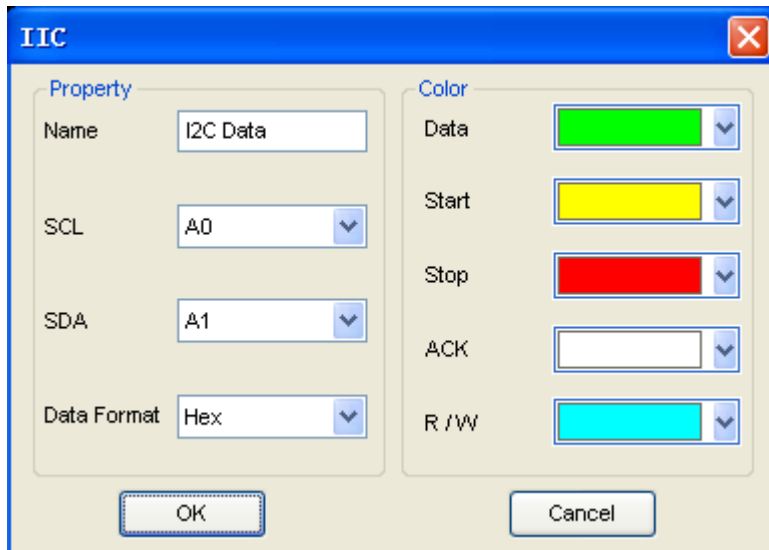 IIC
Property
Name
I2C Data
SCL
A0
SDA
A1
Data Format
Hex
Color
Data
Start
Stop
ACK
R / W
OK
Cancel